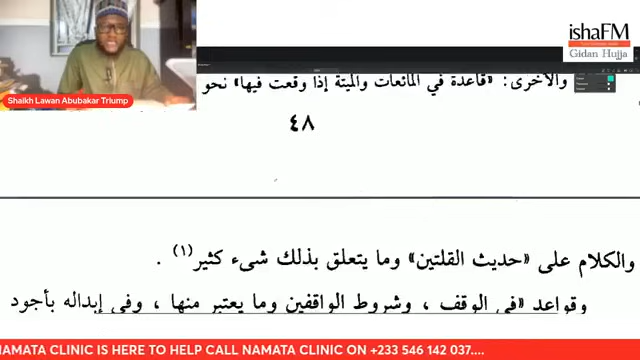 ishaFM
Gidan Hujja
والأخرى: «قاعدة في المائعات والميتة إذا وقعت فيها» نحو
Shaikh Lawan Abubakar Triump
٤٨
والكلام على «حديث القلتين» وما يتعلق بذلك شىء كثير(١) .
وقواعد «في الوقف ، وشروط الواقفين وما يعتبر منها ، وفي إبداله بأجود
NAMATA CLINIC IS HERE TO HELP CALL NAMATA CLINIC ON +233 546 142 037....